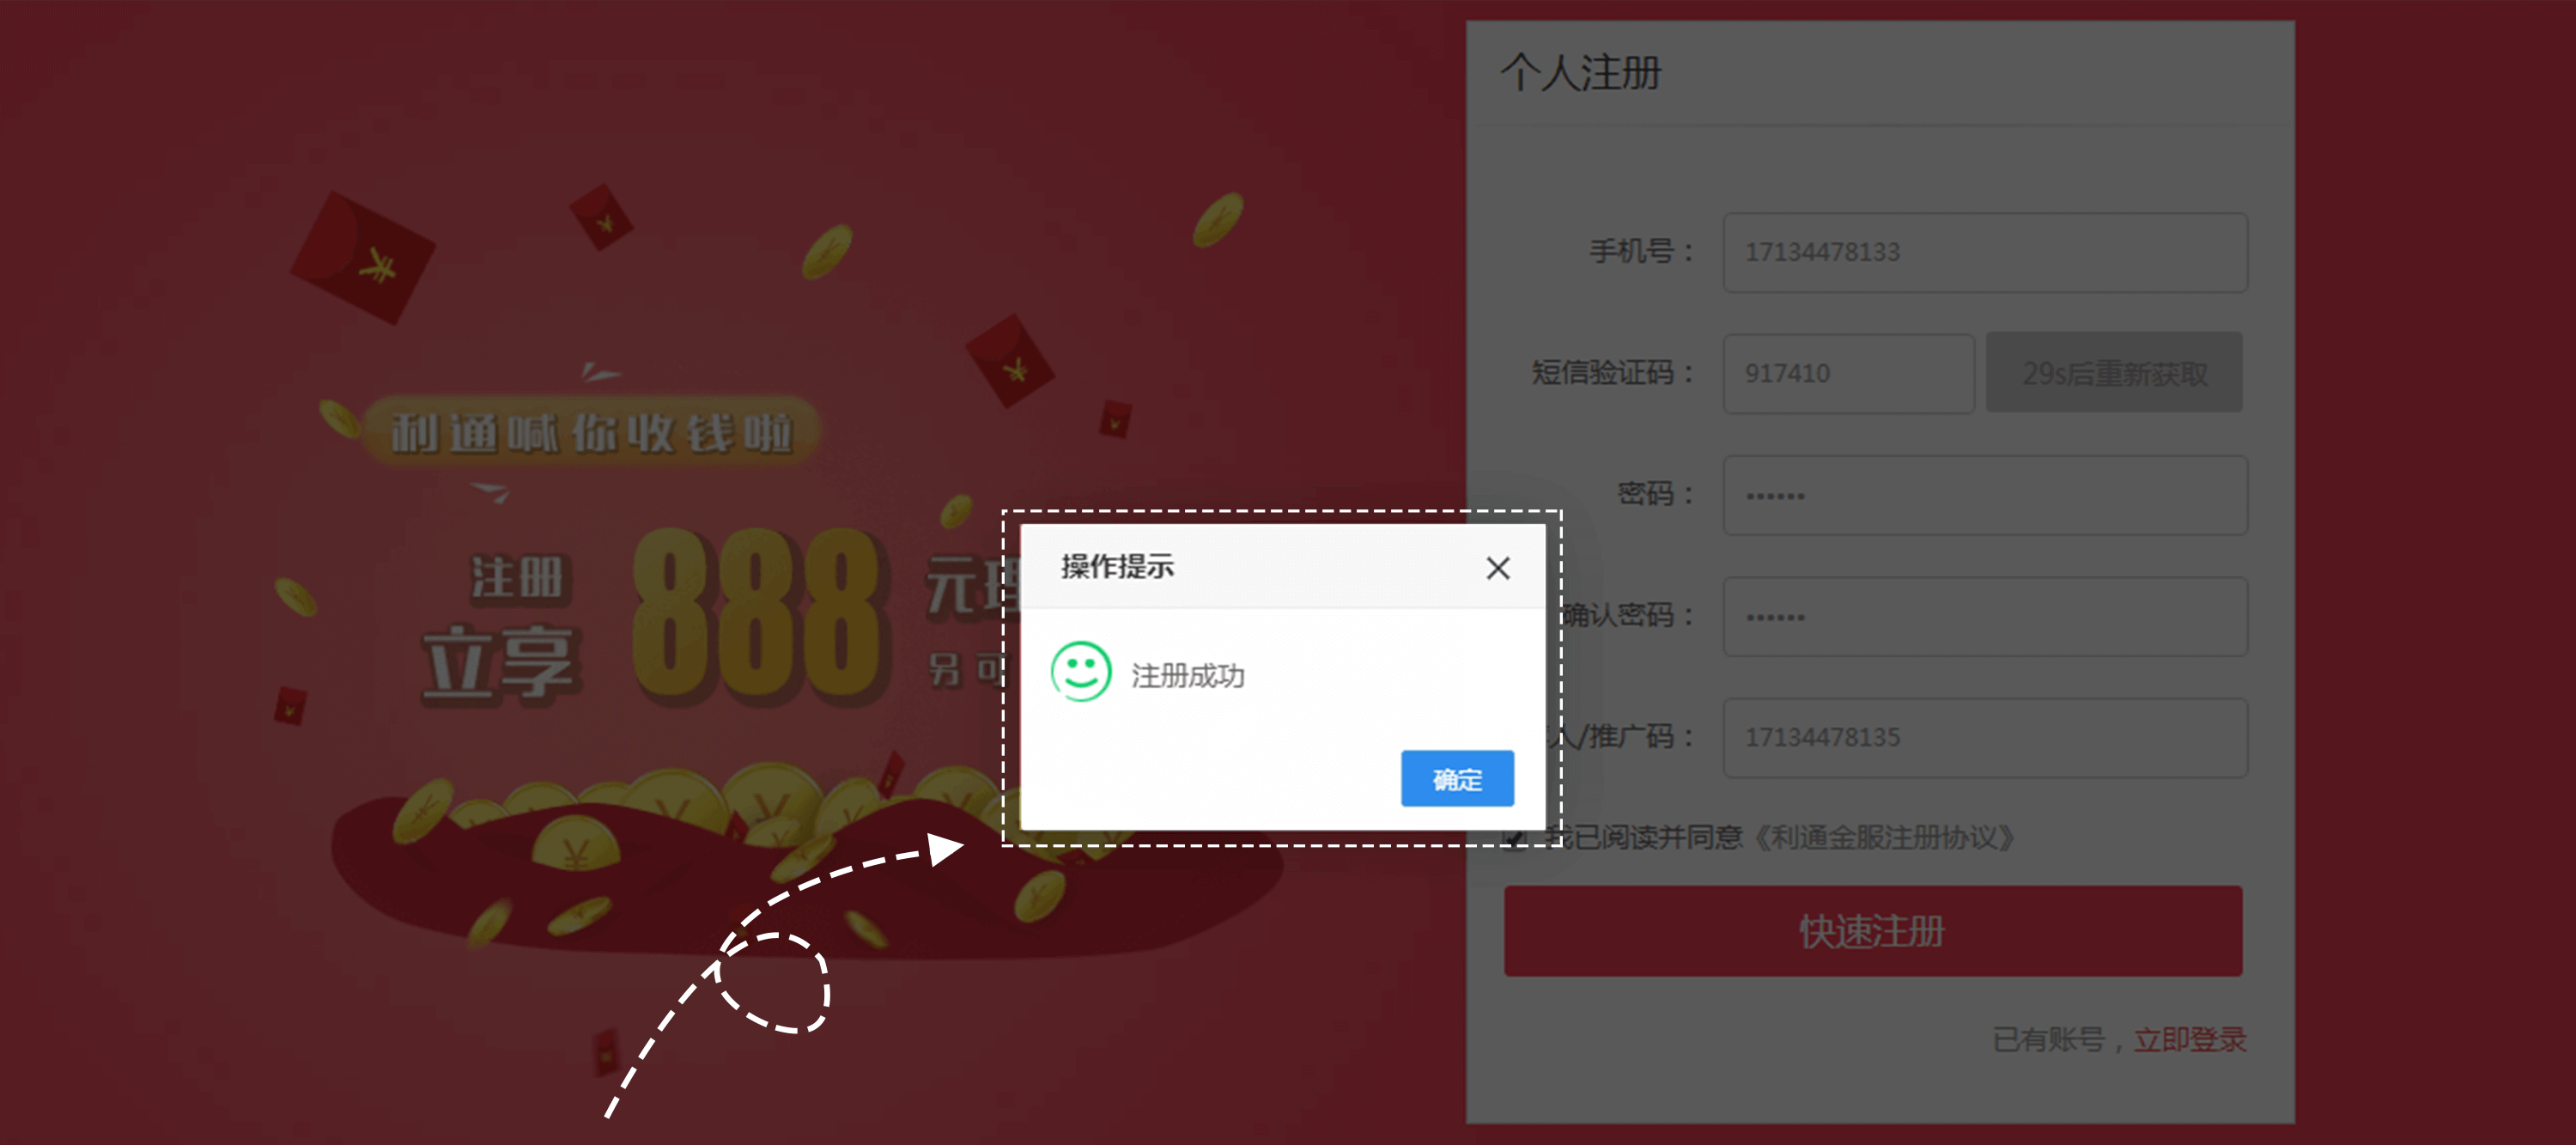 利通喊你收钱啦
注册
立享
888
元理
另可
个人注册
手机号：
17134478133
短信验证码：
917410
29s后重新获取
密码：
••••••
确认密码：
••••••
人/推广码：
17134478135
我已阅读并同意《利通金服注册协议》
快速注册
已有账号，立即登录
操作提示
注册成功
确定